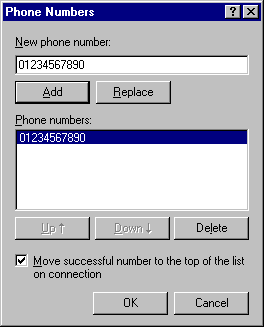 Phone Numbers
New phone number:
01234567890
Add Replace
Phone numbers:
01234567890
Up ↑ Down ↓ Delete
Move successful number to the top of the list
on connection
OK Cancel